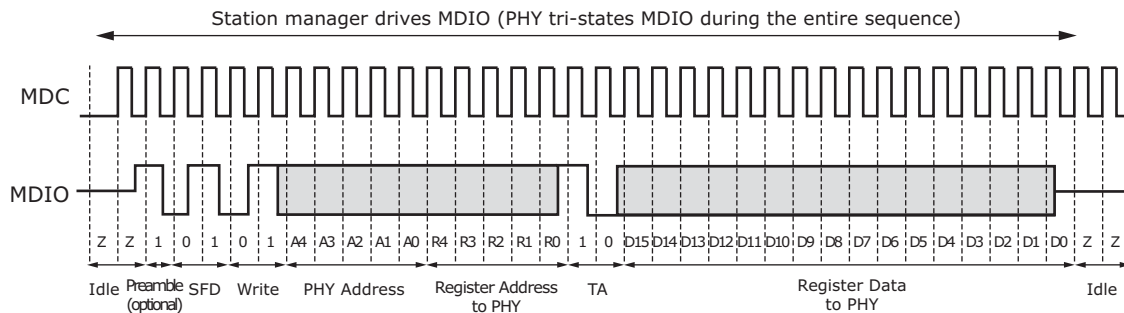 Station manager drives MDIO (PHY tri-states MDIO during the entire sequence)
MDC
MDIO
Z Z 1 0 1 0 1 A4 A3 A2 A1 A0 R4 R3 R2 R1 R0 1 0 D15 D14 D13 D12 D11 D10 D9 D8 D7 D6 D5 D4 D3 D2 D1 D0 Z Z
Idle Preamble (optional) SFD Write PHY Address Register Address to PHY TA Register Data to PHY Idle